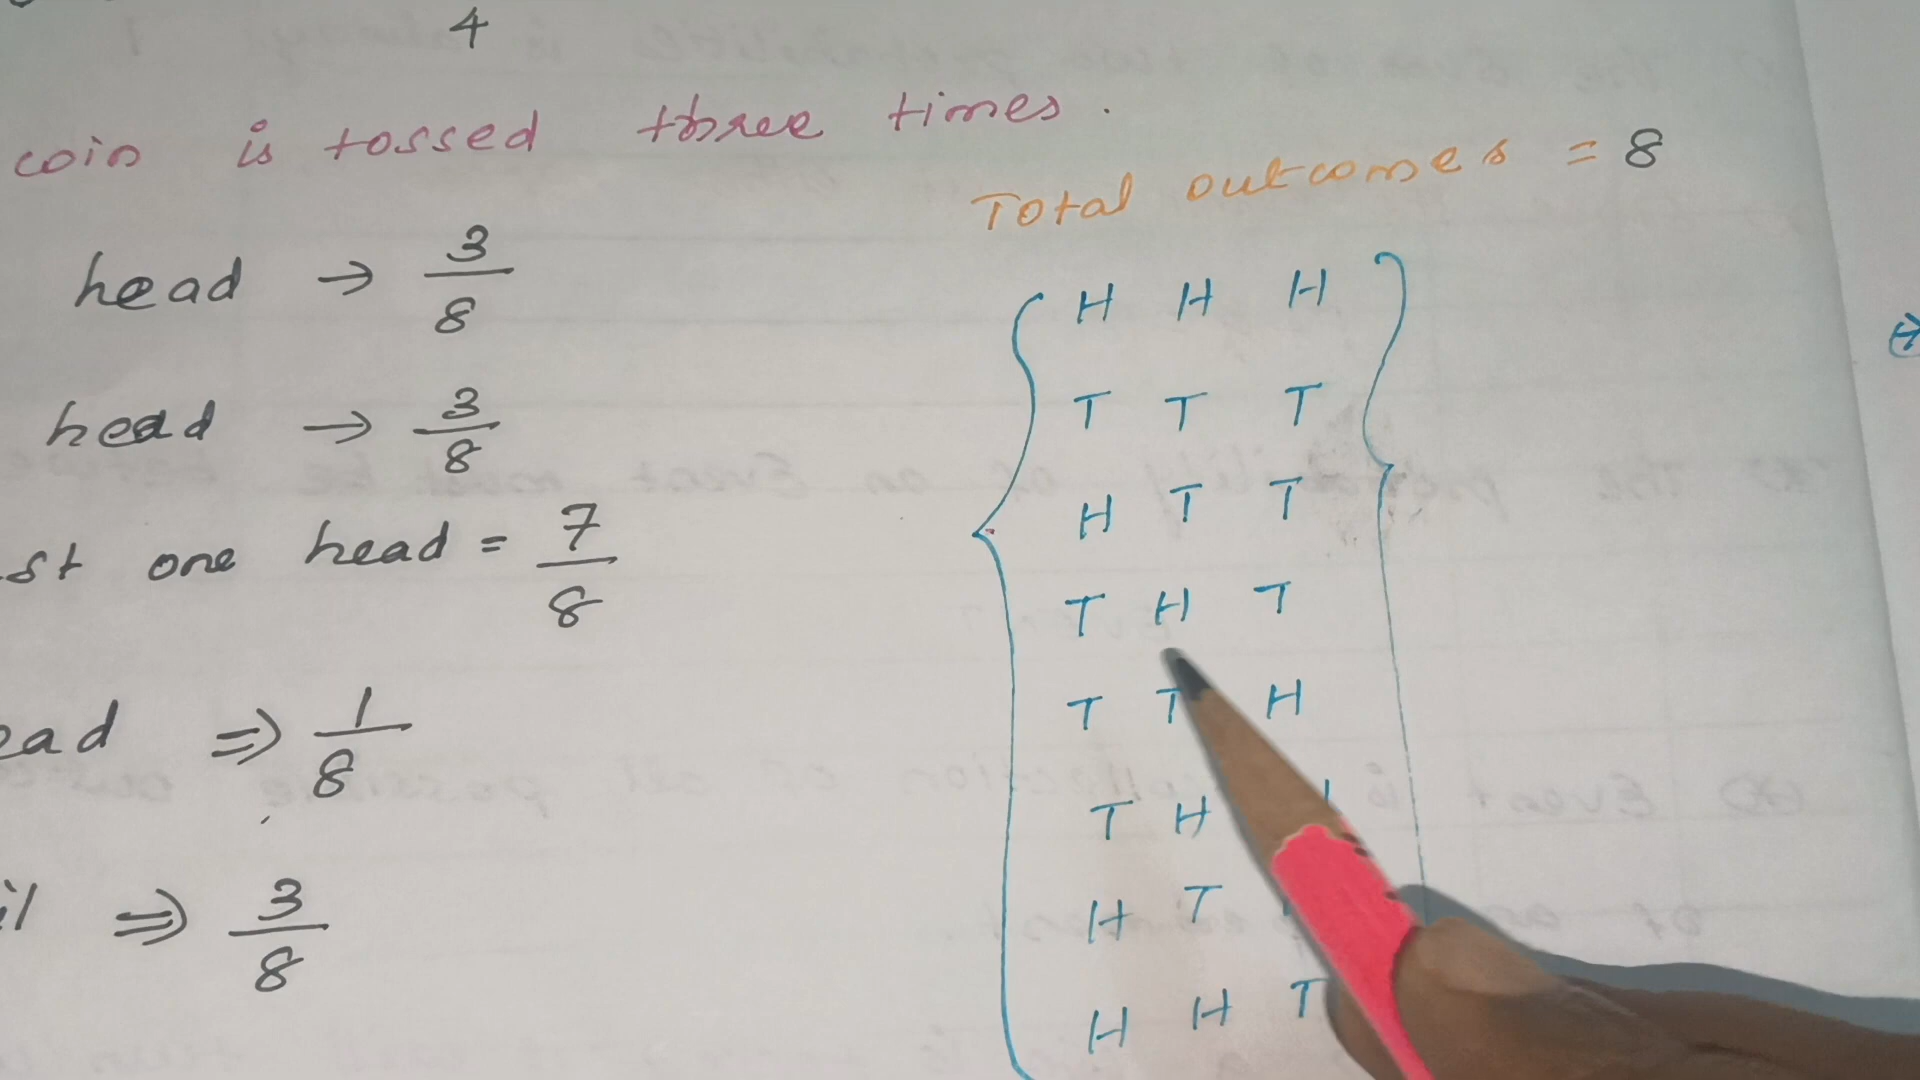 4
coin is tossed three times.
Total outcomes = 8
head → 3/8
head → 3/8
st one head = 7/8
ead ⇒ 1/8
il ⇒ 3/8
H H H
T T T
H T T
T H T
T T H
T H
H T
H H T